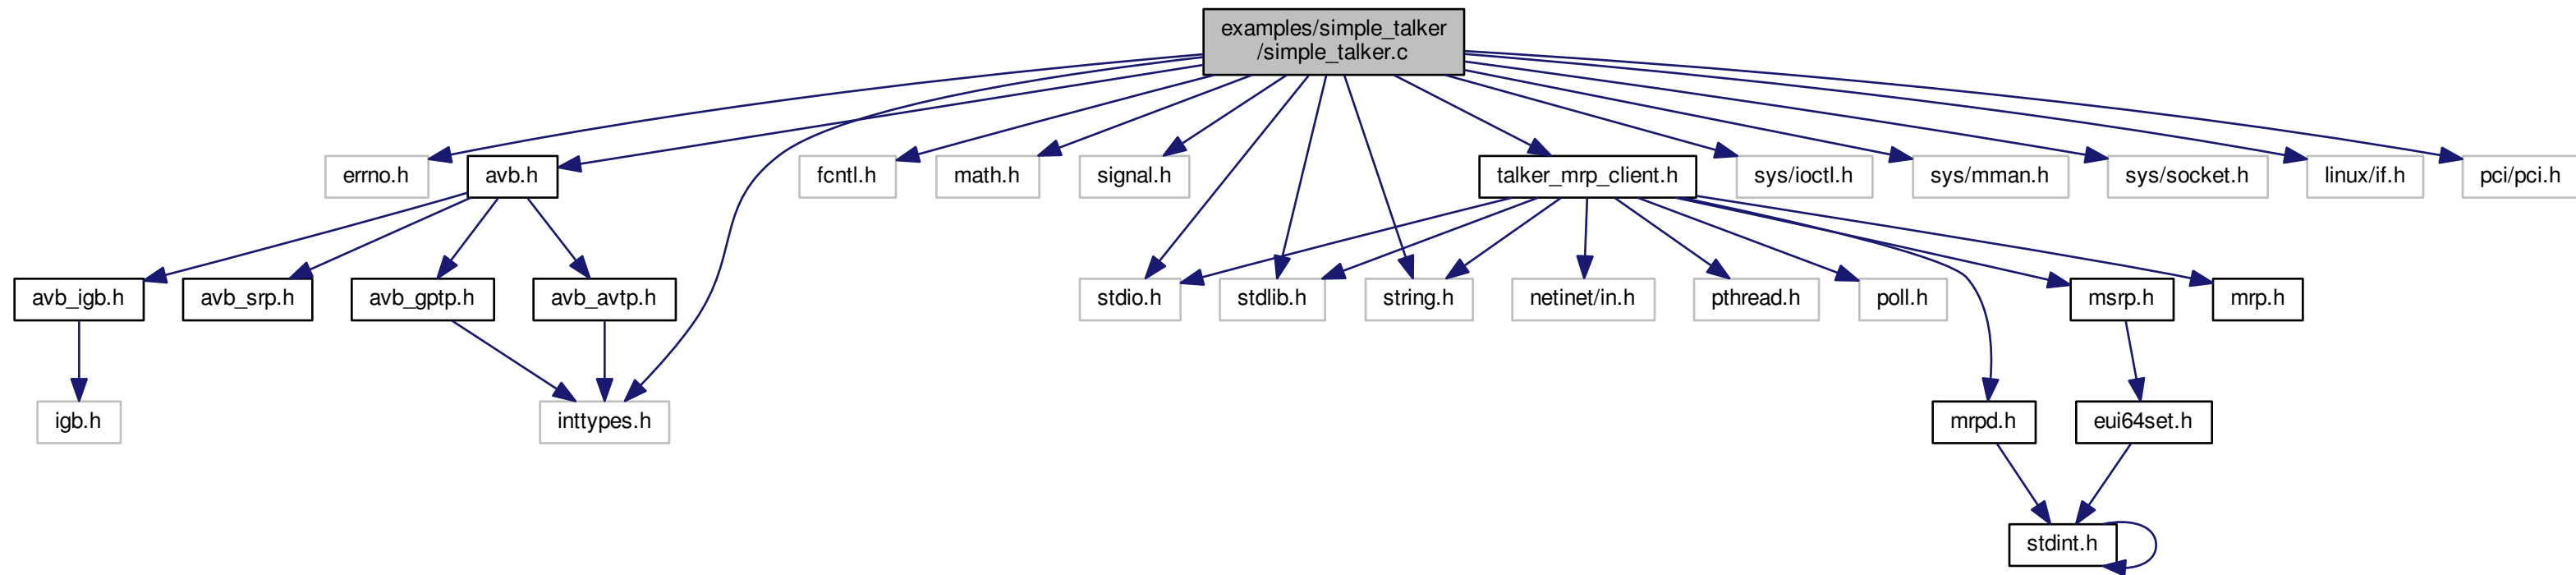 examples/simple_talker
/simple_talker.c
errno.h
avb.h
fcntl.h
math.h
signal.h
talker_mrp_client.h
sys/ioctl.h
sys/mman.h
sys/socket.h
linux/if.h
pci/pci.h
avb_igb.h
avb_srp.h
avb_gptp.h
avb_avtp.h
stdio.h
stdlib.h
string.h
netinet/in.h
pthread.h
poll.h
msrp.h
mrp.h
igb.h
inttypes.h
mrpd.h
eui64set.h
stdint.h